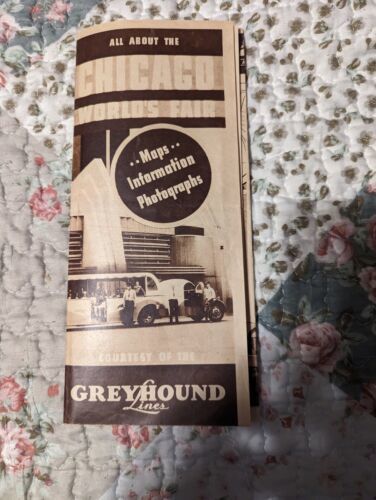 ALL ABOUT THE
CHICAGO
WORLD'S FAIR
..Maps..
Information
Photographs
COURTESY OF THE
GREYHOUND
Lines